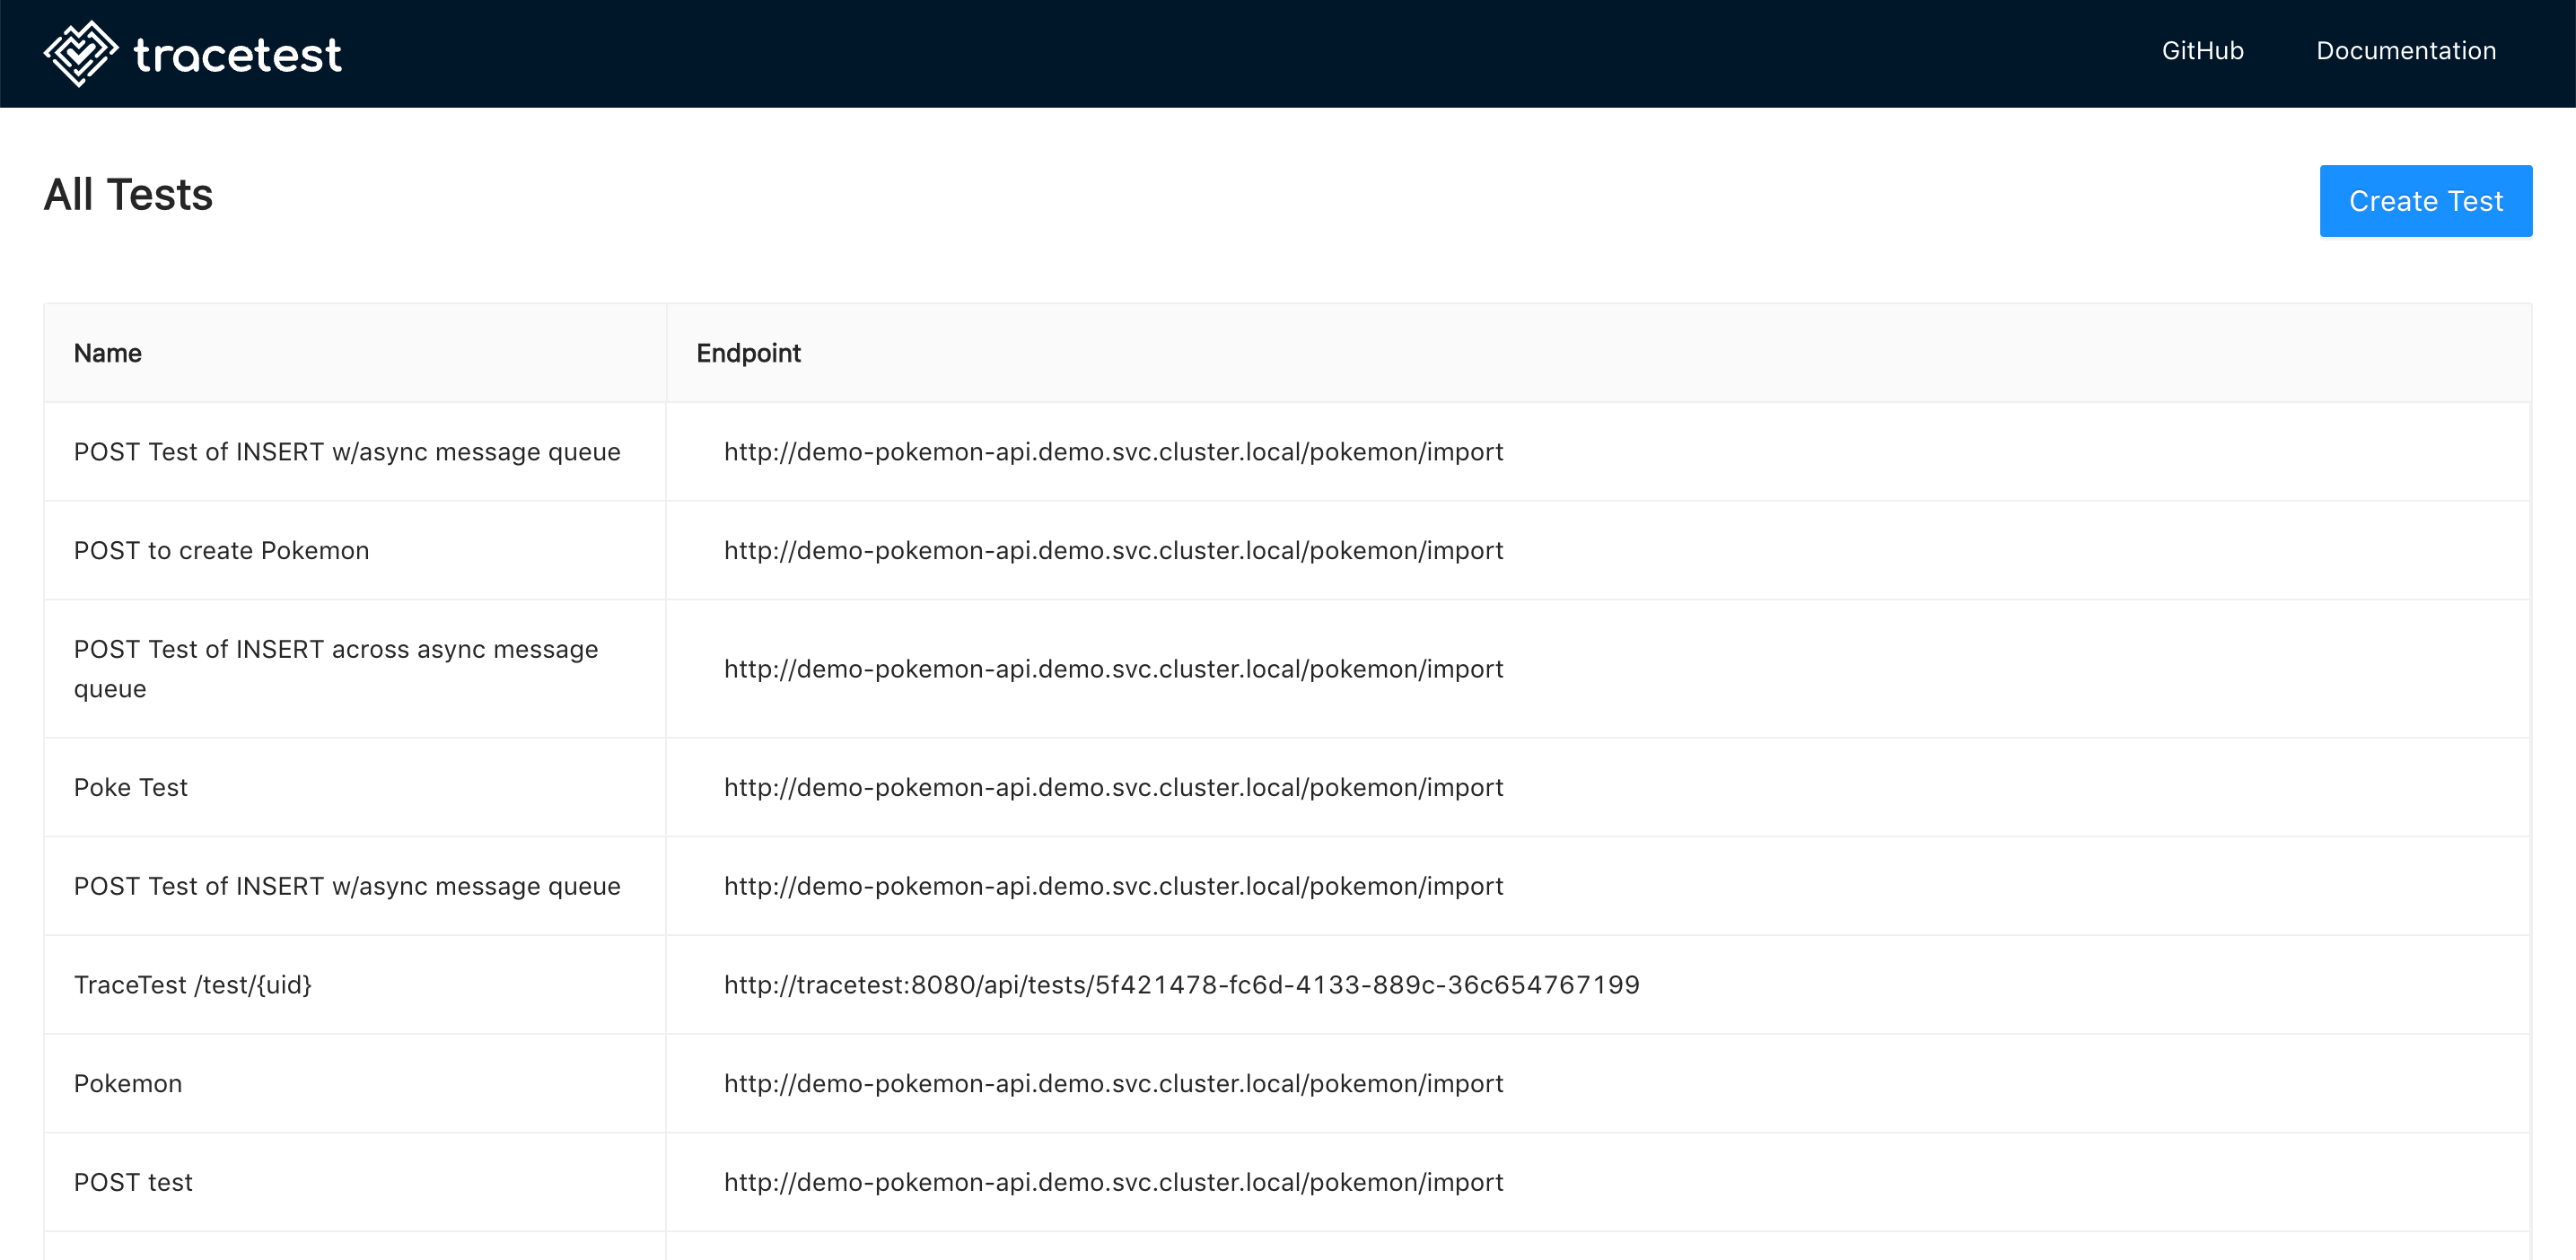 tracetest
GitHub Documentation
All Tests
Create Test
Name Endpoint
POST Test of INSERT w/async message queue http://demo-pokemon-api.demo.svc.cluster.local/pokemon/import
POST to create Pokemon http://demo-pokemon-api.demo.svc.cluster.local/pokemon/import
POST Test of INSERT across async message
queue
http://demo-pokemon-api.demo.svc.cluster.local/pokemon/import
Poke Test http://demo-pokemon-api.demo.svc.cluster.local/pokemon/import
POST Test of INSERT w/async message queue http://demo-pokemon-api.demo.svc.cluster.local/pokemon/import
TraceTest /test/{uid} http://tracetest:8080/api/tests/5f421478-fc6d-4133-889c-36c654767199
Pokemon http://demo-pokemon-api.demo.svc.cluster.local/pokemon/import
POST test http://demo-pokemon-api.demo.svc.cluster.local/pokemon/import